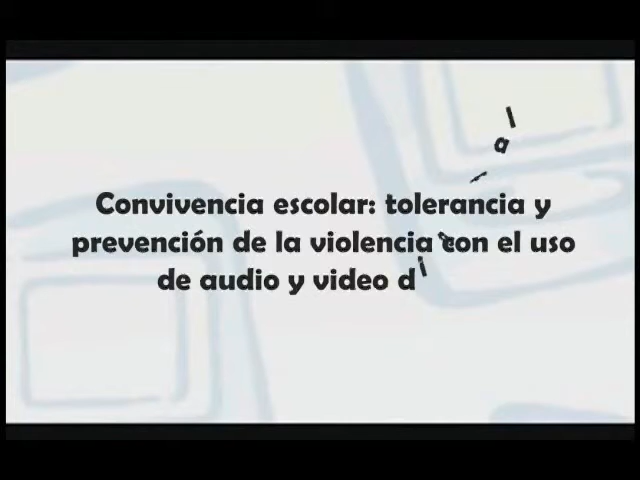 Convivencia escolar: tolerancia y
prevención de la violencia con el uso
de audio y video d